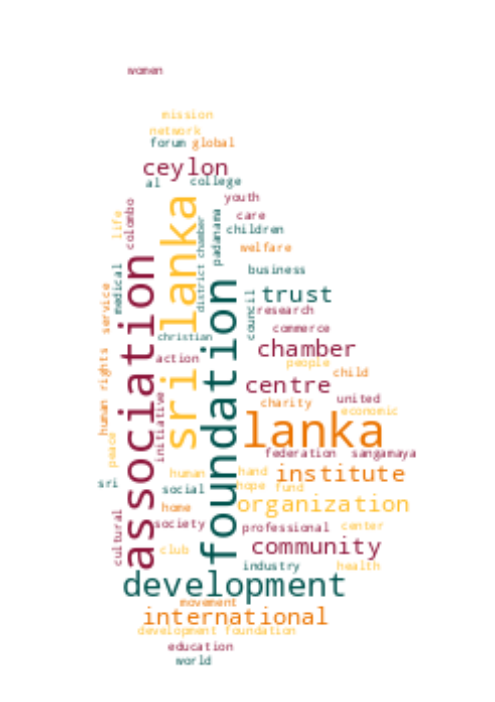 women
mission
network
forum
global
ceylon
al
college
youth
life
colombo
sri lanka
district chamber
padanama
care
children
welfare
medical
business
service
association
foundation
trust
council
research
commerce
christian
chamber
action
people
child
human rights
centre
initiative
charity
united
economic
lanka
peace
federation
sangamaya
human
hand
institute
sri
social
hope
fund
home
organization
cultural
society
professional
center
club
community
industry
health
development
movement
international
development foundation
education
world